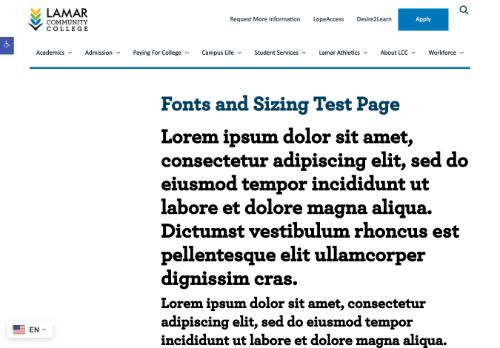 LAMAR
COMMUNITY
COLLEGE
Request More Information LopeAccess Desire2Learn Apply
Academics Admission Paying For College Campus Life Student Services Lamar Athletics About LCC Workforce
Fonts and Sizing Test Page
Lorem ipsum dolor sit amet,
consectetur adipiscing elit, sed do
eiusmod tempor incididunt ut
labore et dolore magna aliqua.
Dictumst vestibulum rhoncus est
pellentesque elit ullamcorper
dignissim cras.
Lorem ipsum dolor sit amet, consectetur
adipiscing elit, sed do eiusmod tempor
incididunt ut labore et dolore magna aliqua.
EN